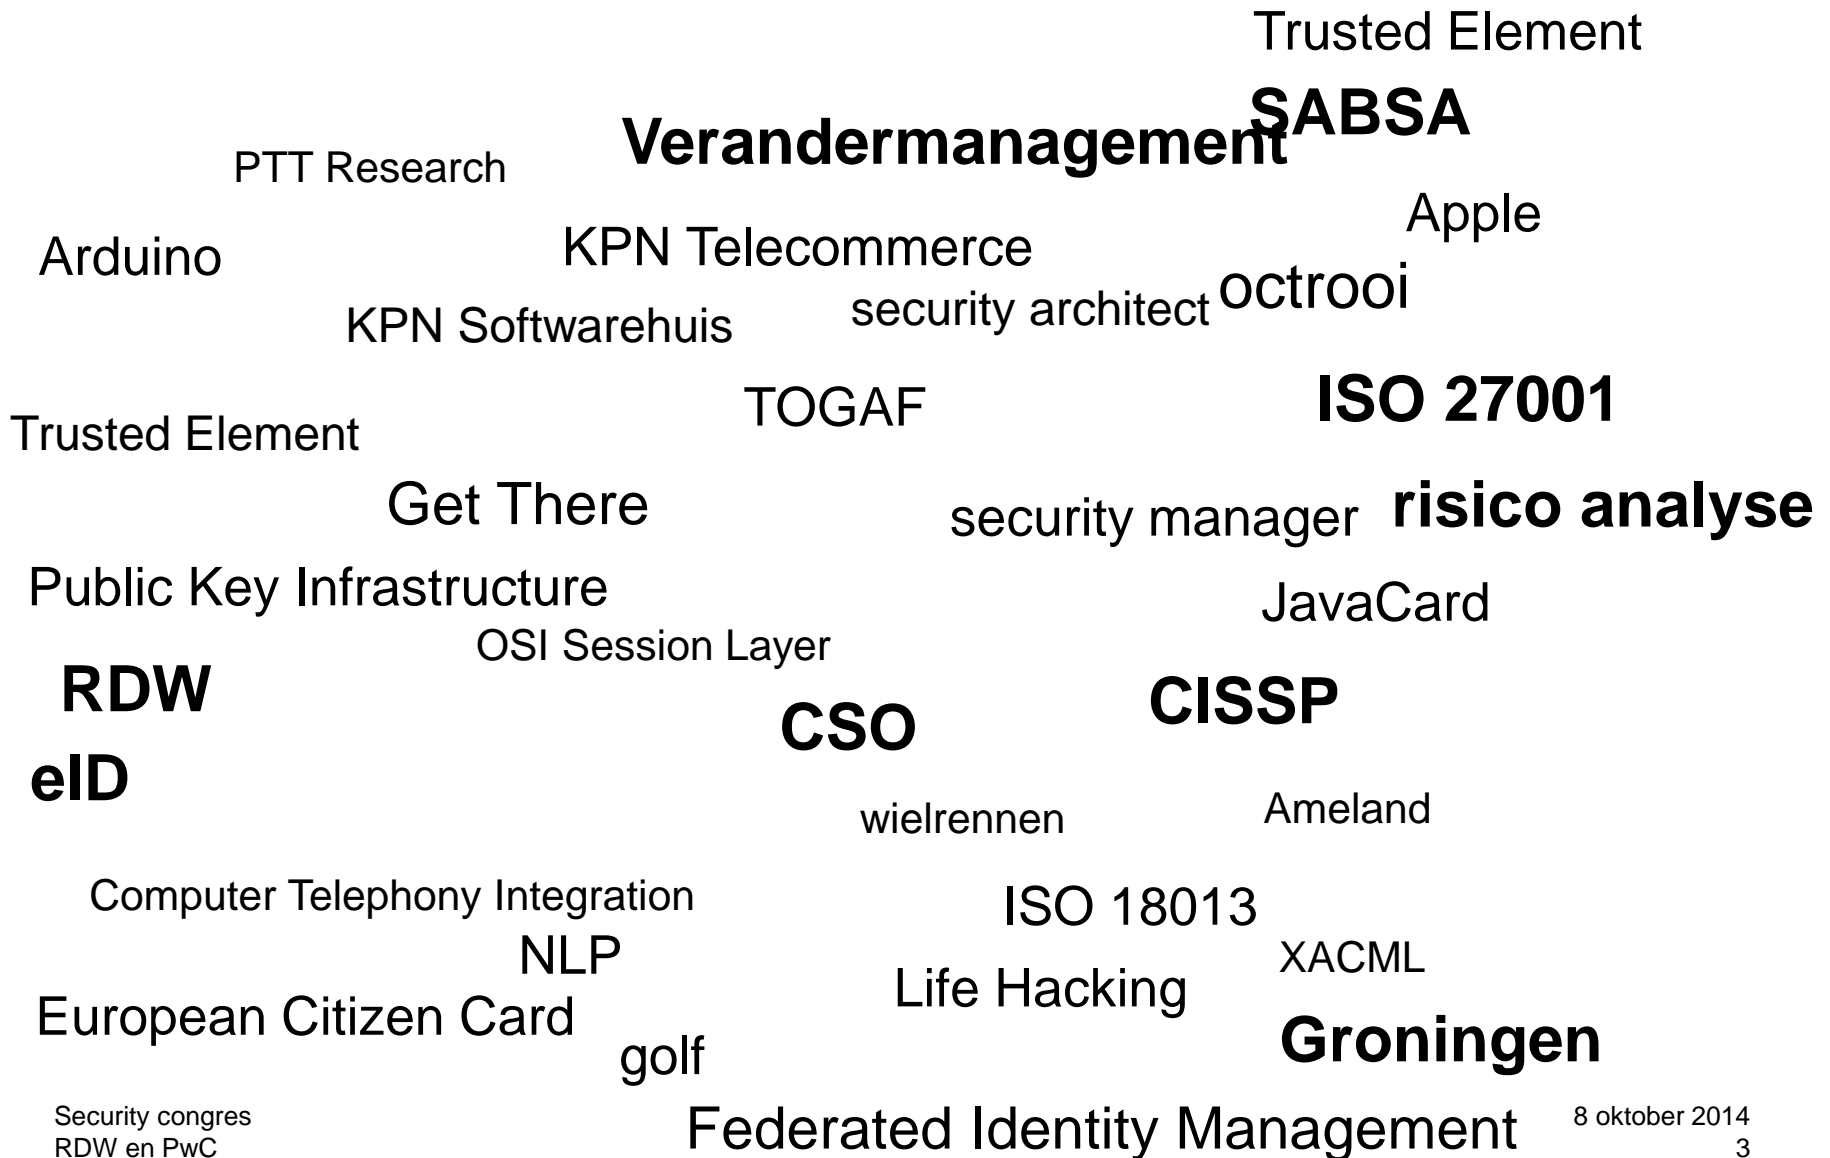 Trusted Element
SABSA
Verandermanagement
PTT Research
Apple
Arduino
KPN Telecommerce
octrooi
security architect
KPN Softwarehuis
ISO 27001
TOGAF
Trusted Element
Get There
risico analyse
security manager
Public Key Infrastructure
JavaCard
OSI Session Layer
RDW
CISSP
CSO
eID
Ameland
wielrennen
Computer Telephony Integration
ISO 18013
NLP
XACML
Life Hacking
European Citizen Card
Groningen
golf
Security congres
RDW en PwC
Federated Identity Management
8 oktober 2014
3